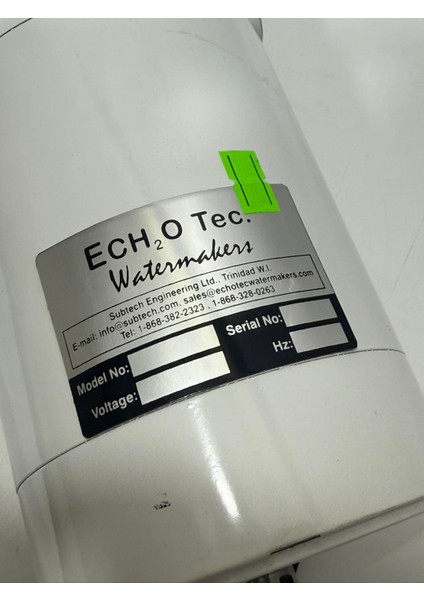 ECH₂O Tec.
Watermakers
Subtech Engineering Ltd., Trinidad W.I.
E-mail: info@subtech.com. sales@echotecwatermakers.com
Tel: 1-868-382-2323 , 1-868-328-0263
Model No:
Serial No:
Voltage:
Hz: